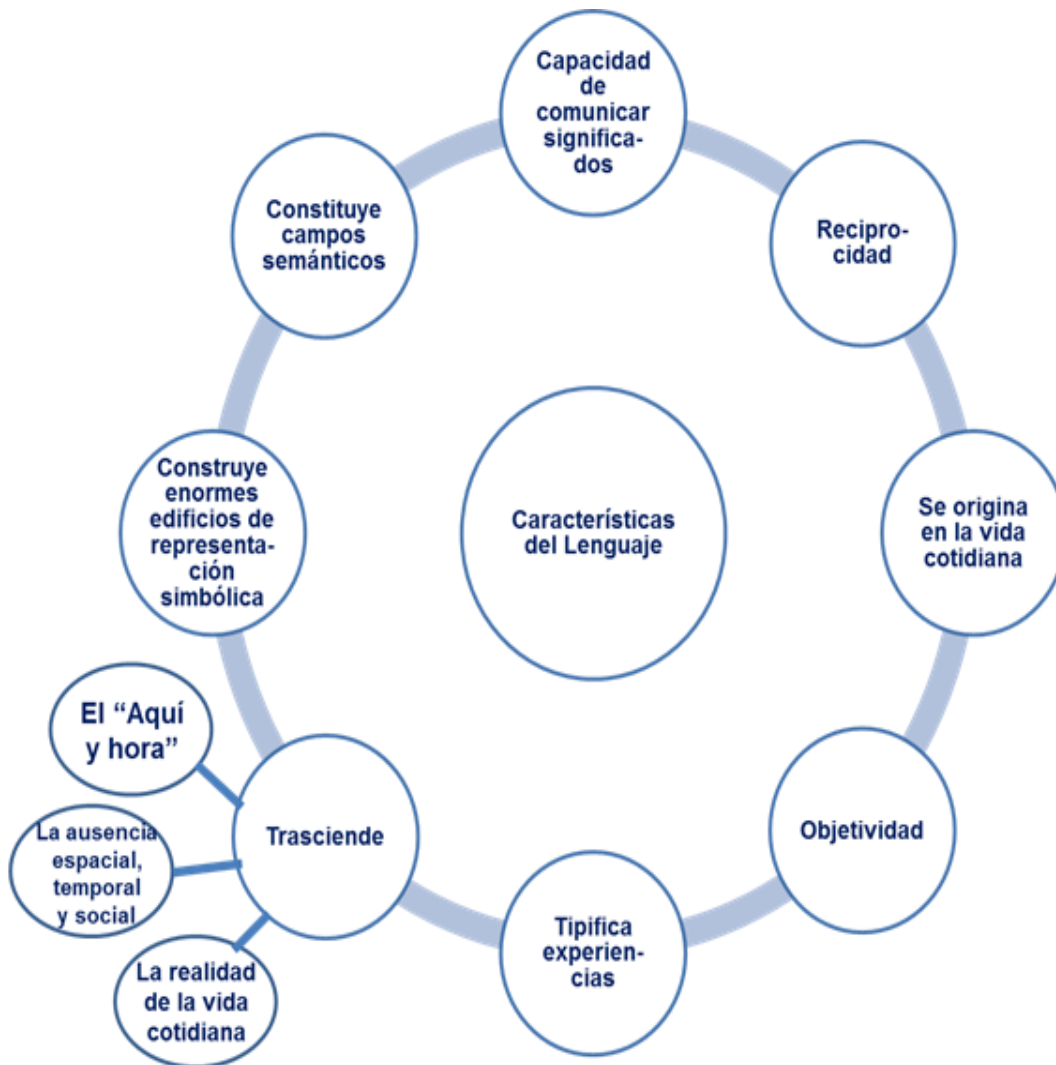 Capacidad
de
comunicar
significa-
dos
Recipro-
cidad
Se origina
en la vida
cotidiana
Objetividad
Tipifica
experien-
cias
Trasciende
El “Aquí
y hora”
La ausencia
espacial,
temporal
y social
La realidad
de la vida
cotidiana
Construye
enormes
edificios de
representa-
ción
simbólica
Constituye
campos
semánticos
Características
del Lenguaje